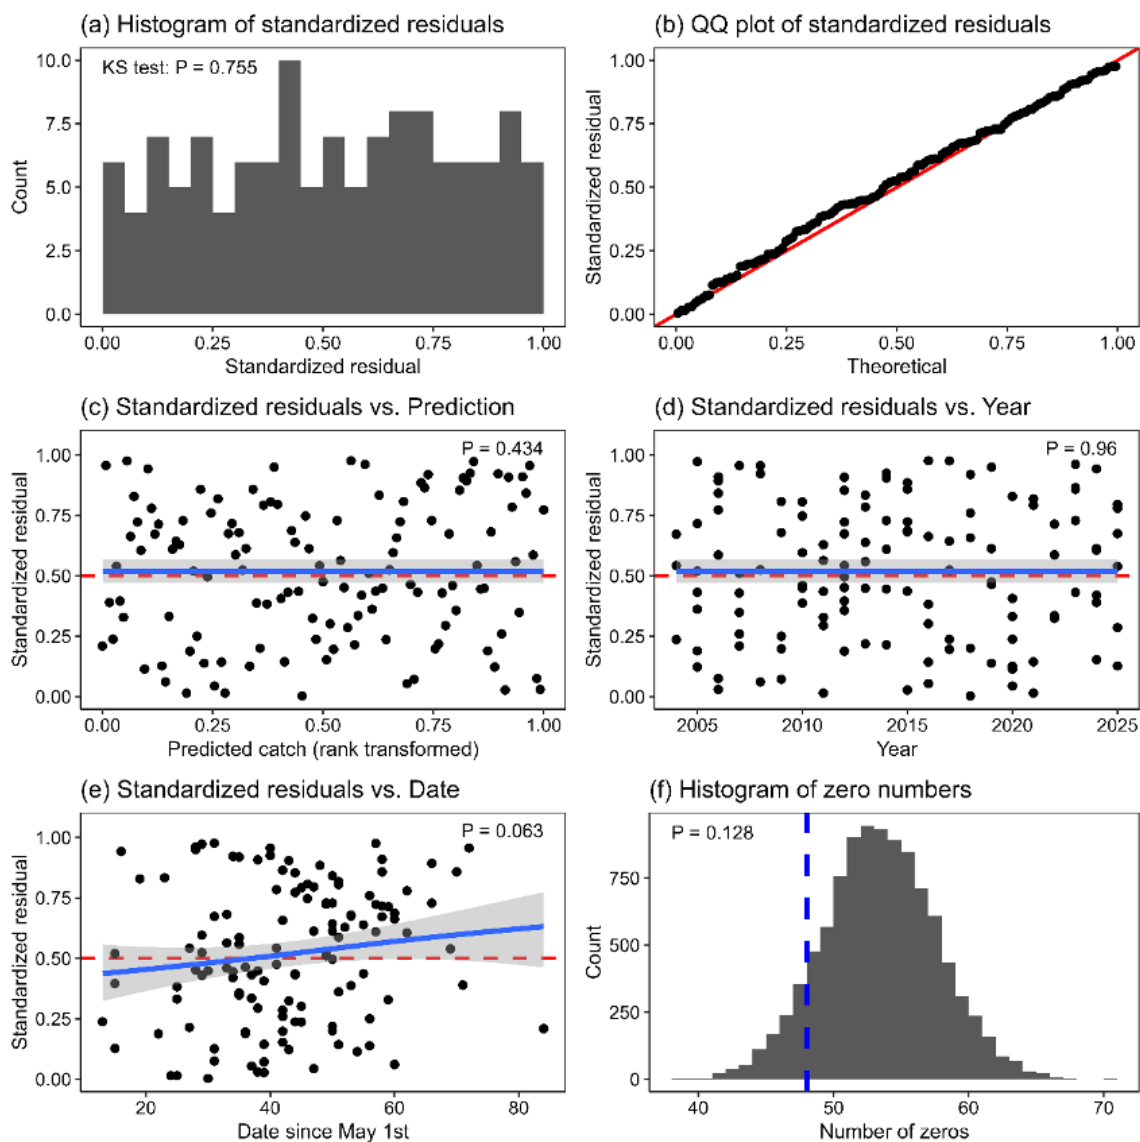 (a) Histogram of standardized residuals
KS test: P = 0.755
10.0
7.5
5.0
2.5
0.0
Count
0.00 0.25 0.50 0.75 1.00
Standardized residual
(b) QQ plot of standardized residuals
1.00
0.75
0.50
0.25
0.00
Standardized residual
0.00 0.25 0.50 0.75 1.00
Theoretical
(c) Standardized residuals vs. Prediction
P = 0.434
1.00
0.75
0.50
0.25
0.00
Standardized residual
0.00 0.25 0.50 0.75 1.00
Predicted catch (rank transformed)
(d) Standardized residuals vs. Year
P = 0.96
1.00
0.75
0.50
0.25
0.00
Standardized residual
2005 2010 2015 2020 2025
Year
(e) Standardized residuals vs. Date
P = 0.063
1.00
0.75
0.50
0.25
0.00
Standardized residual
20 40 60 80
Date since May 1st
(f) Histogram of zero numbers
P = 0.128
750
500
250
0
Count
40 50 60 70
Number of zeros